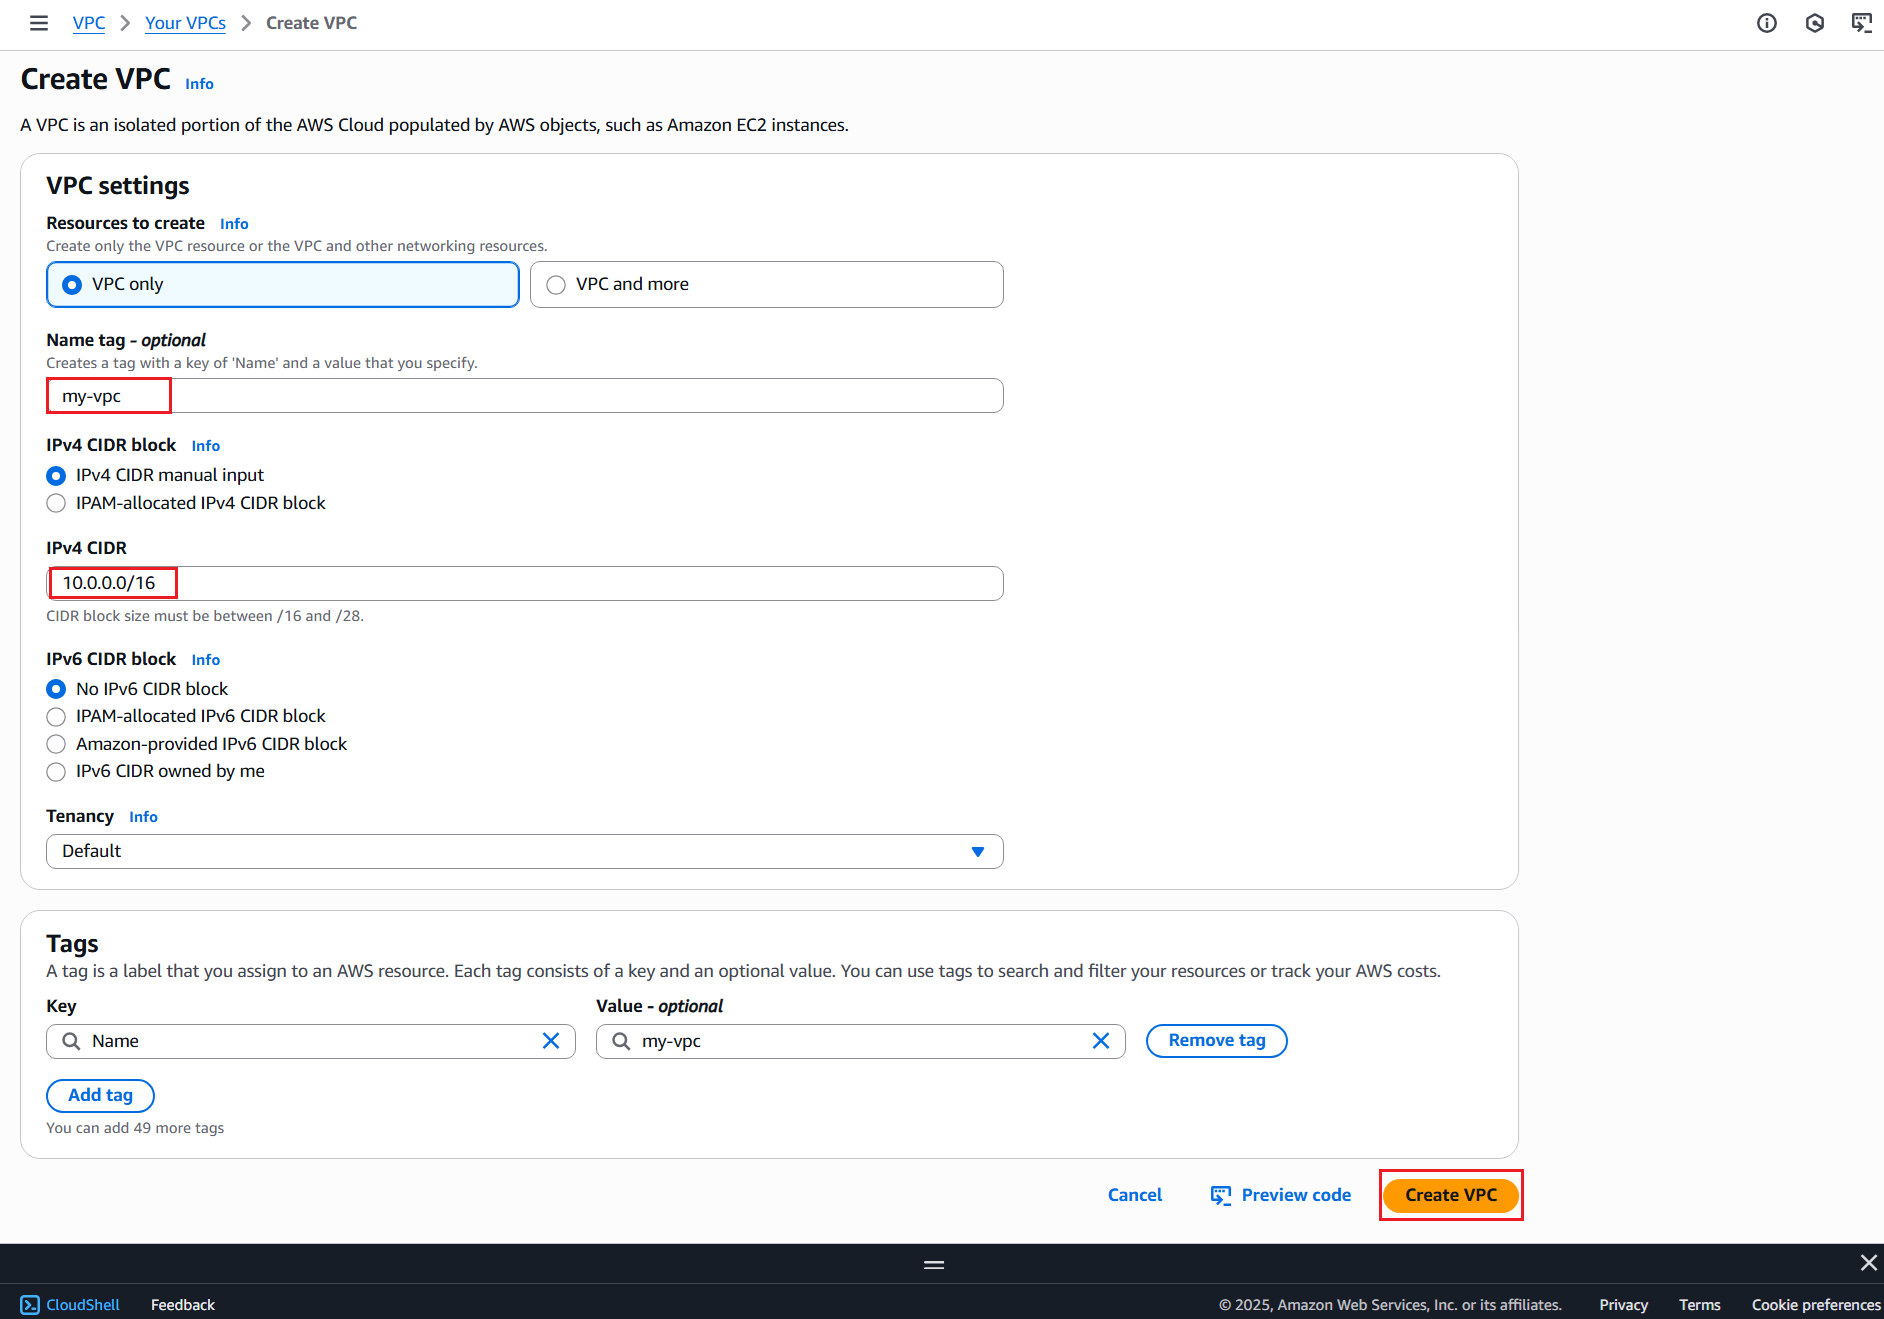 VPC > Your VPCs > Create VPC
Create VPC Info
A VPC is an isolated portion of the AWS Cloud populated by AWS objects, such as Amazon EC2 instances.
VPC settings
Resources to create Info
Create only the VPC resource or the VPC and other networking resources.
VPC only VPC and more
Name tag - optional
Creates a tag with a key of 'Name' and a value that you specify.
my-vpc
IPv4 CIDR block Info
IPv4 CIDR manual input
IPAM-allocated IPv4 CIDR block
IPv4 CIDR
10.0.0.0/16
CIDR block size must be between /16 and /28.
IPv6 CIDR block Info
No IPv6 CIDR block
IPAM-allocated IPv6 CIDR block
Amazon-provided IPv6 CIDR block
IPv6 CIDR owned by me
Tenancy Info
Default
Tags
A tag is a label that you assign to an AWS resource. Each tag consists of a key and an optional value. You can use tags to search and filter your resources or track your AWS costs.
Key Value - optional
Name my-vpc Remove tag
Add tag
You can add 49 more tags
Cancel Preview code Create VPC
CloudShell Feedback © 2025, Amazon Web Services, Inc. or its affiliates. Privacy Terms Cookie preferences